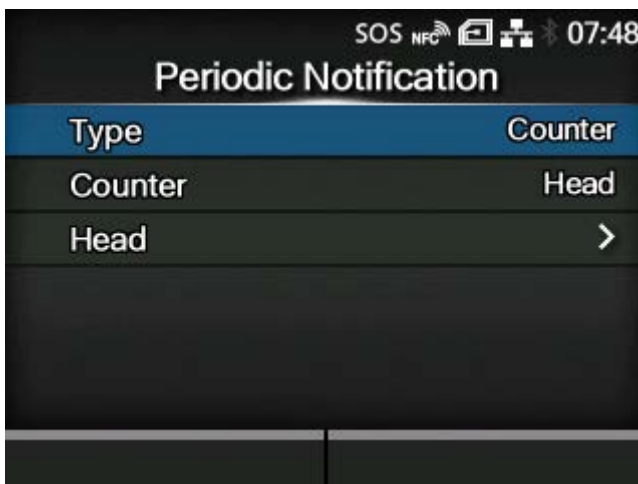 SOS NFC 07:48
Periodic Notification
Type Counter
Counter Head
Head >